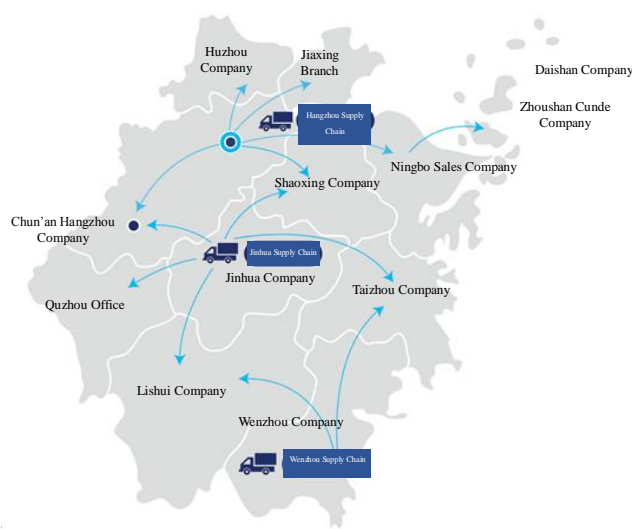 Huzhou
Company
Jiaxing
Branch
Daishan Company
Zhoushan Cunde
Company
Hangzhou Supply
Chain
Ningbo Sales Company
Shaoxing Company
Chun'an Hangzhou
Company
Jinhua Supply Chain
Jinhua Company
Taizhou Company
Quzhou Office
Lishui Company
Wenzhou Company
Wenzhou Supply Chain